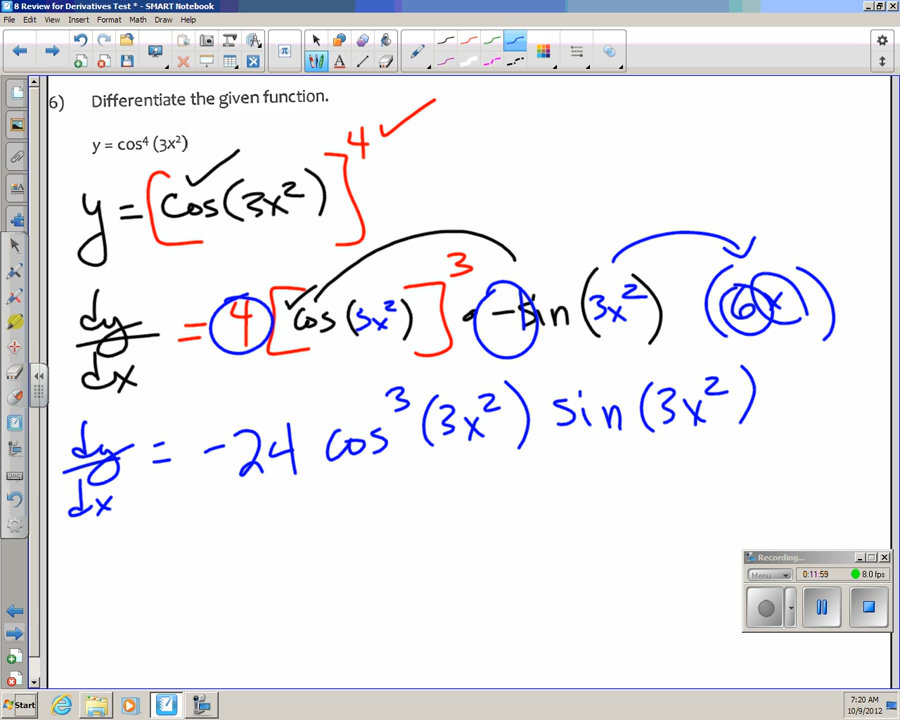 8 Review for Derivatives Test * - SMART Notebook
File Edit View Insert Format Math Draw Help
6) Differentiate the given function.
y = cos⁴ (3x²)
y = [cos(3x²)]⁴
dy/dx = 4 [cos (3x²)]³ • -sin (3x²) (6x)
dy/dx = -24 cos³ (3x²) sin (3x²)
Recording...
Menu 0:11:59 8.0 fps
Start
7:20 AM
10/9/2012